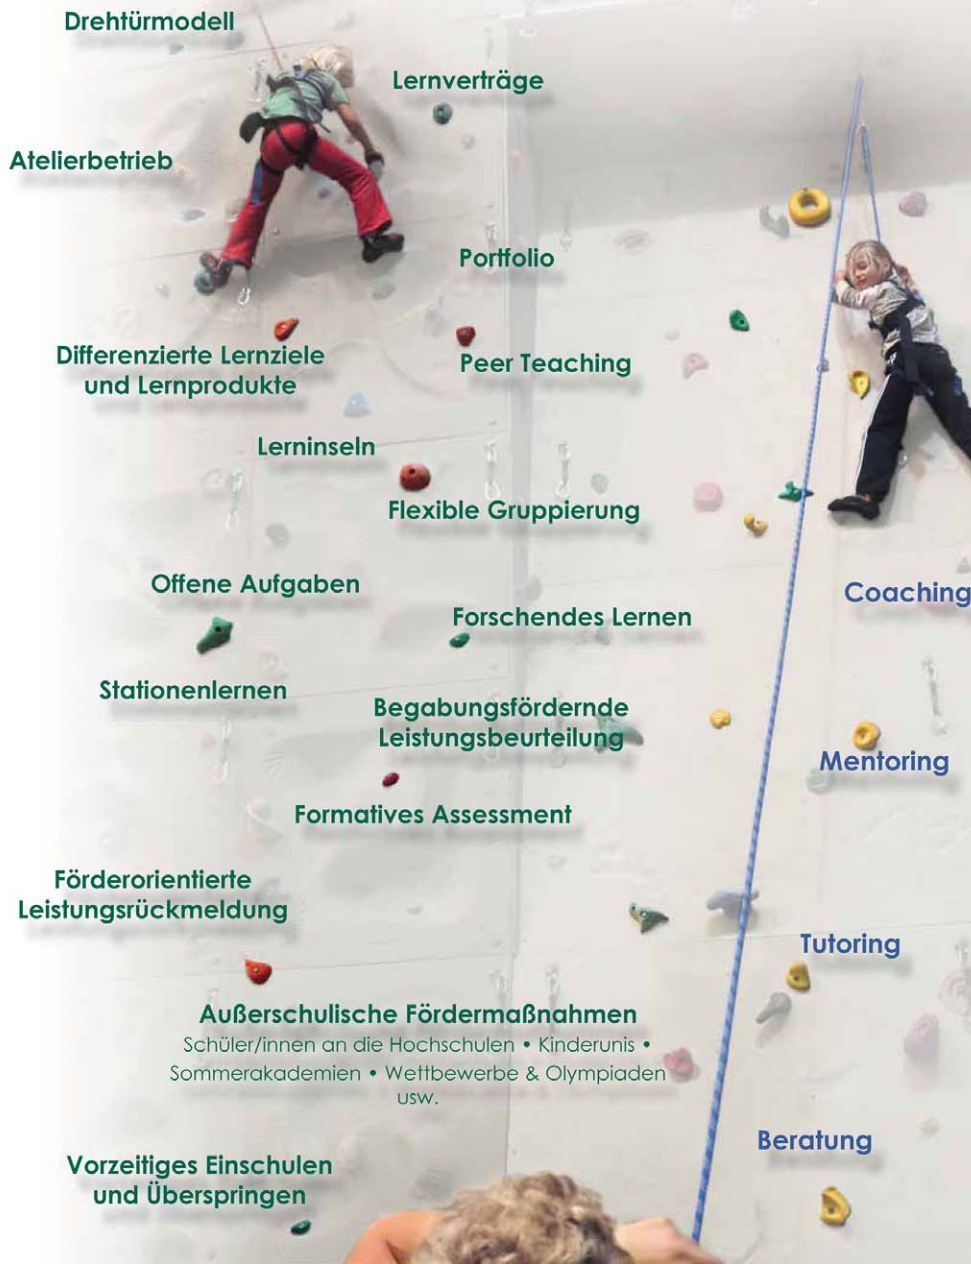 Drehtürmodell
Lernverträge
Atelierbetrieb
Portfolio
Differenzierte Lernziele
und Lernprodukte
Peer Teaching
Lerninseln
Flexible Gruppierung
Offene Aufgaben
Coaching
Forschendes Lernen
Stationenlernen
Begabungsfördernde
Leistungsbeurteilung
Mentoring
Formatives Assessment
Förderorientierte
Leistungsrückmeldung
Tutoring
Außerschulische Fördermaßnahmen
Schüler/innen an die Hochschulen • Kinderunis •
Sommerakademien • Wettbewerbe & Olympiaden
usw.
Beratung
Vorzeitiges Einschulen
und Überspringen